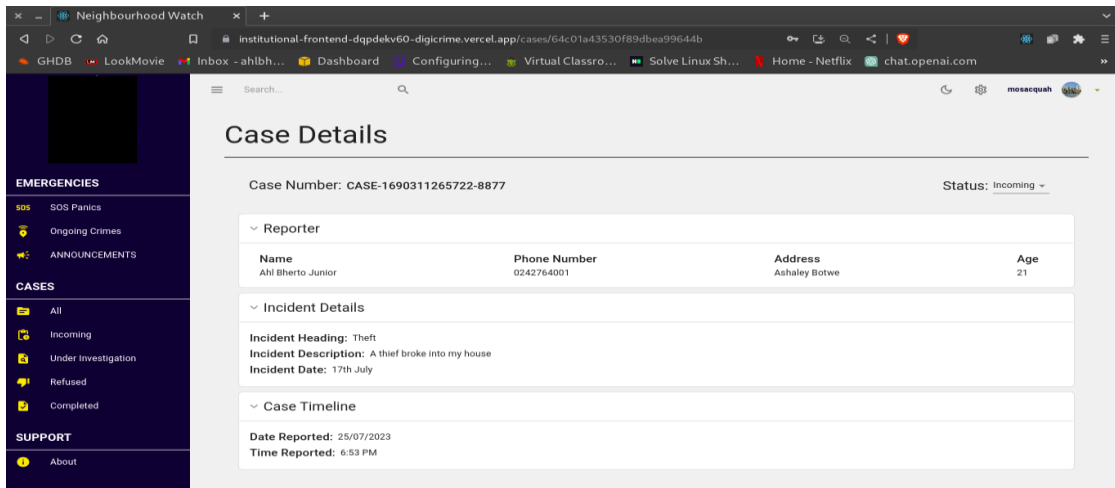 Neighbourhood Watch
institutional-frontend-dqpdekv60-digicrime.vercel.app/cases/64c01a43530f89dbea99644b
GHDB LookMovie Inbox - ahlbh... Dashboard Configuring... Virtual Classro... Solve Linux Sh... Home - Netflix chat.openai.com
Search...
mosacquah
Case Details
EMERGENCIES
SOS SOS Panics
Ongoing Crimes
ANNOUNCEMENTS
CASES
All
Incoming
Under Investigation
Refused
Completed
SUPPORT
About
Case Number: CASE-1690311265722-8877
Status: Incoming
Reporter
Name Phone Number Address Age
Ahl Bherto Junior 0242764001 Ashaley Botwe 21
Incident Details
Incident Heading: Theft
Incident Description: A thief broke into my house
Incident Date: 17th July
Case Timeline
Date Reported: 25/07/2023
Time Reported: 6:53 PM